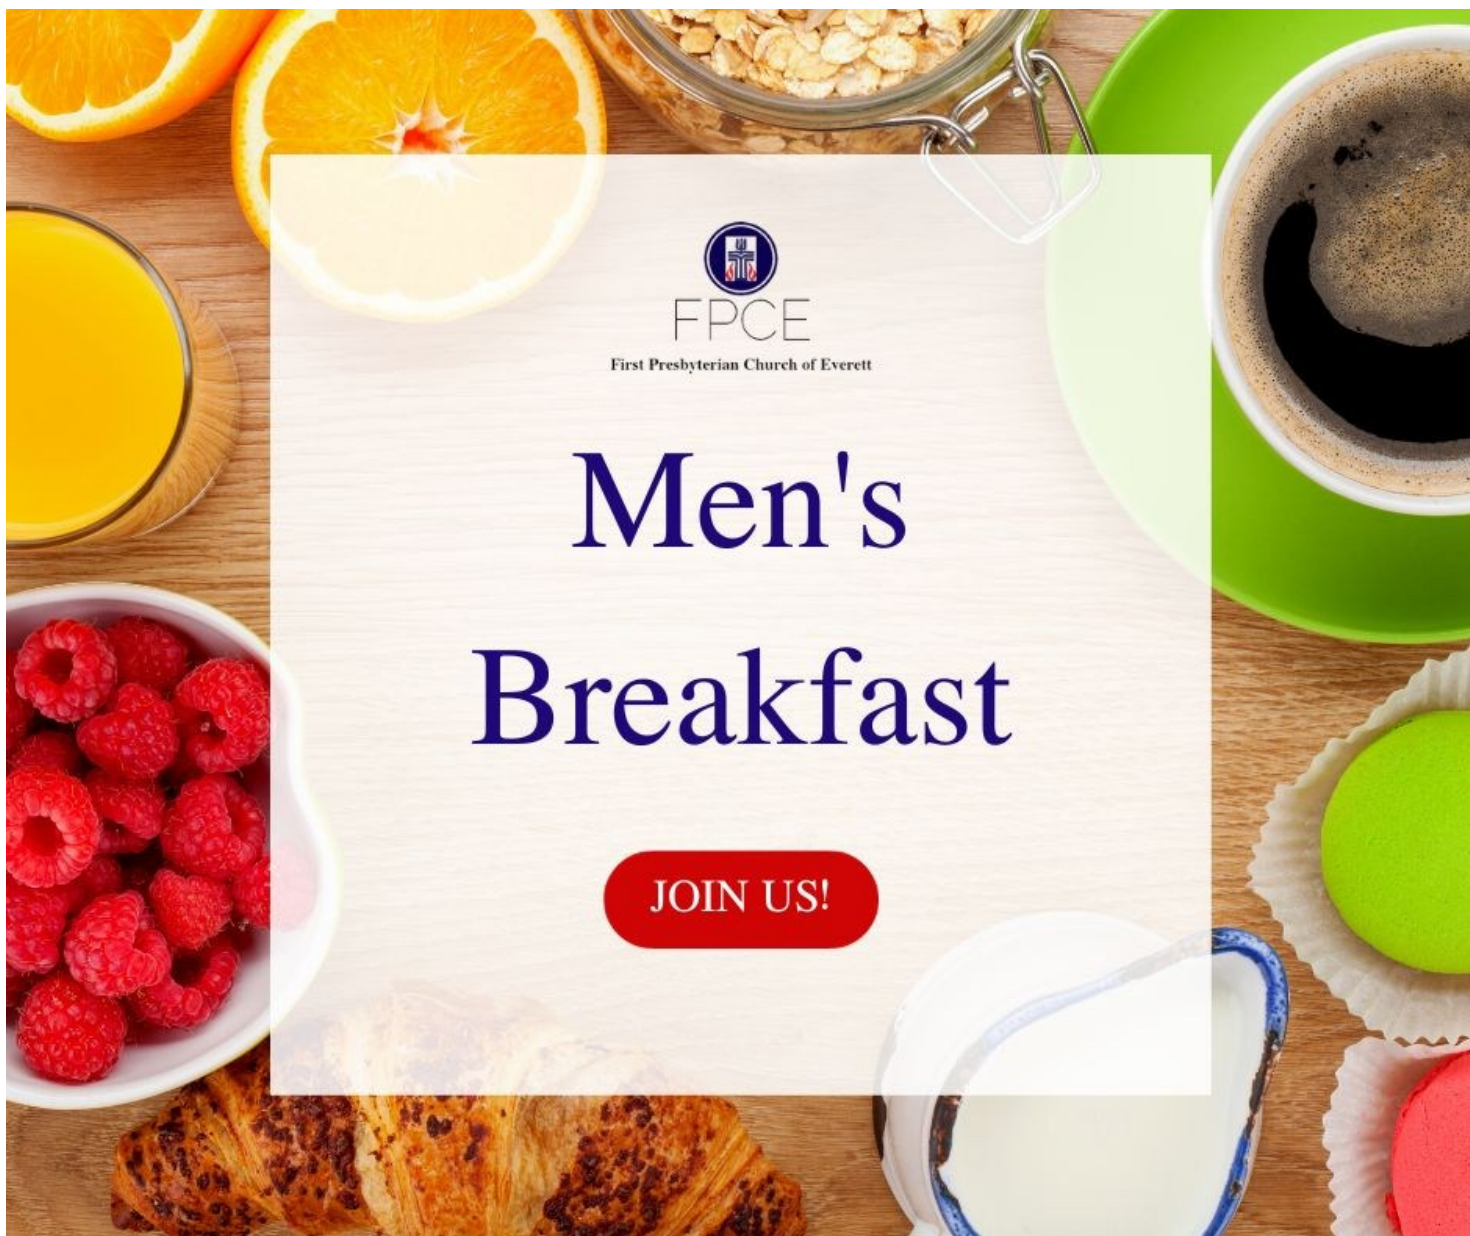 FPCE
First Presbyterian Church of Everett
Men's
Breakfast
JOIN US!